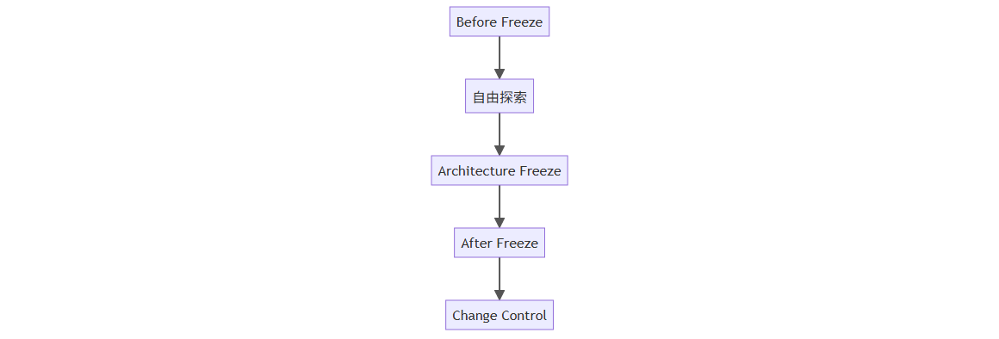 Before Freeze
自由探索
Architecture Freeze
After Freeze
Change Control